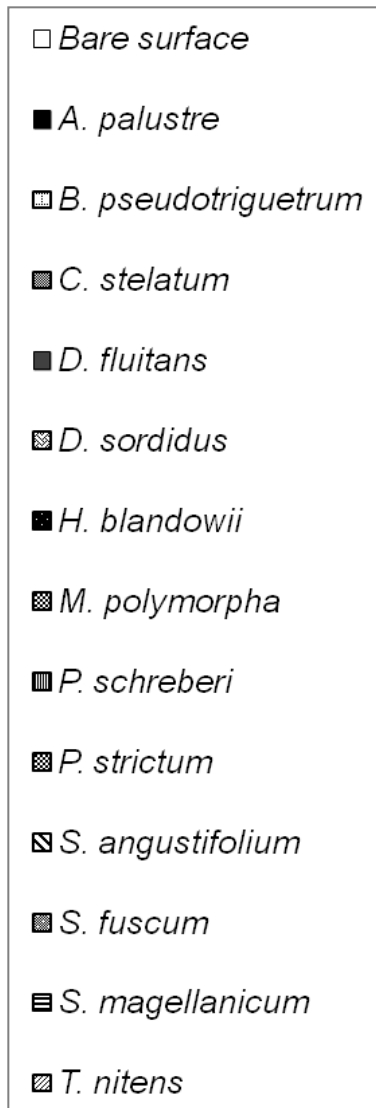 Bare surface
A. palustre
B. pseudotriguetrum
C. stelatum
D. fluitans
D. sordidus
H. blandowii
M. polymorpha
P. schreberi
P. strictum
S. angustifolium
S. fuscum
S. magellanicum
T. nitens